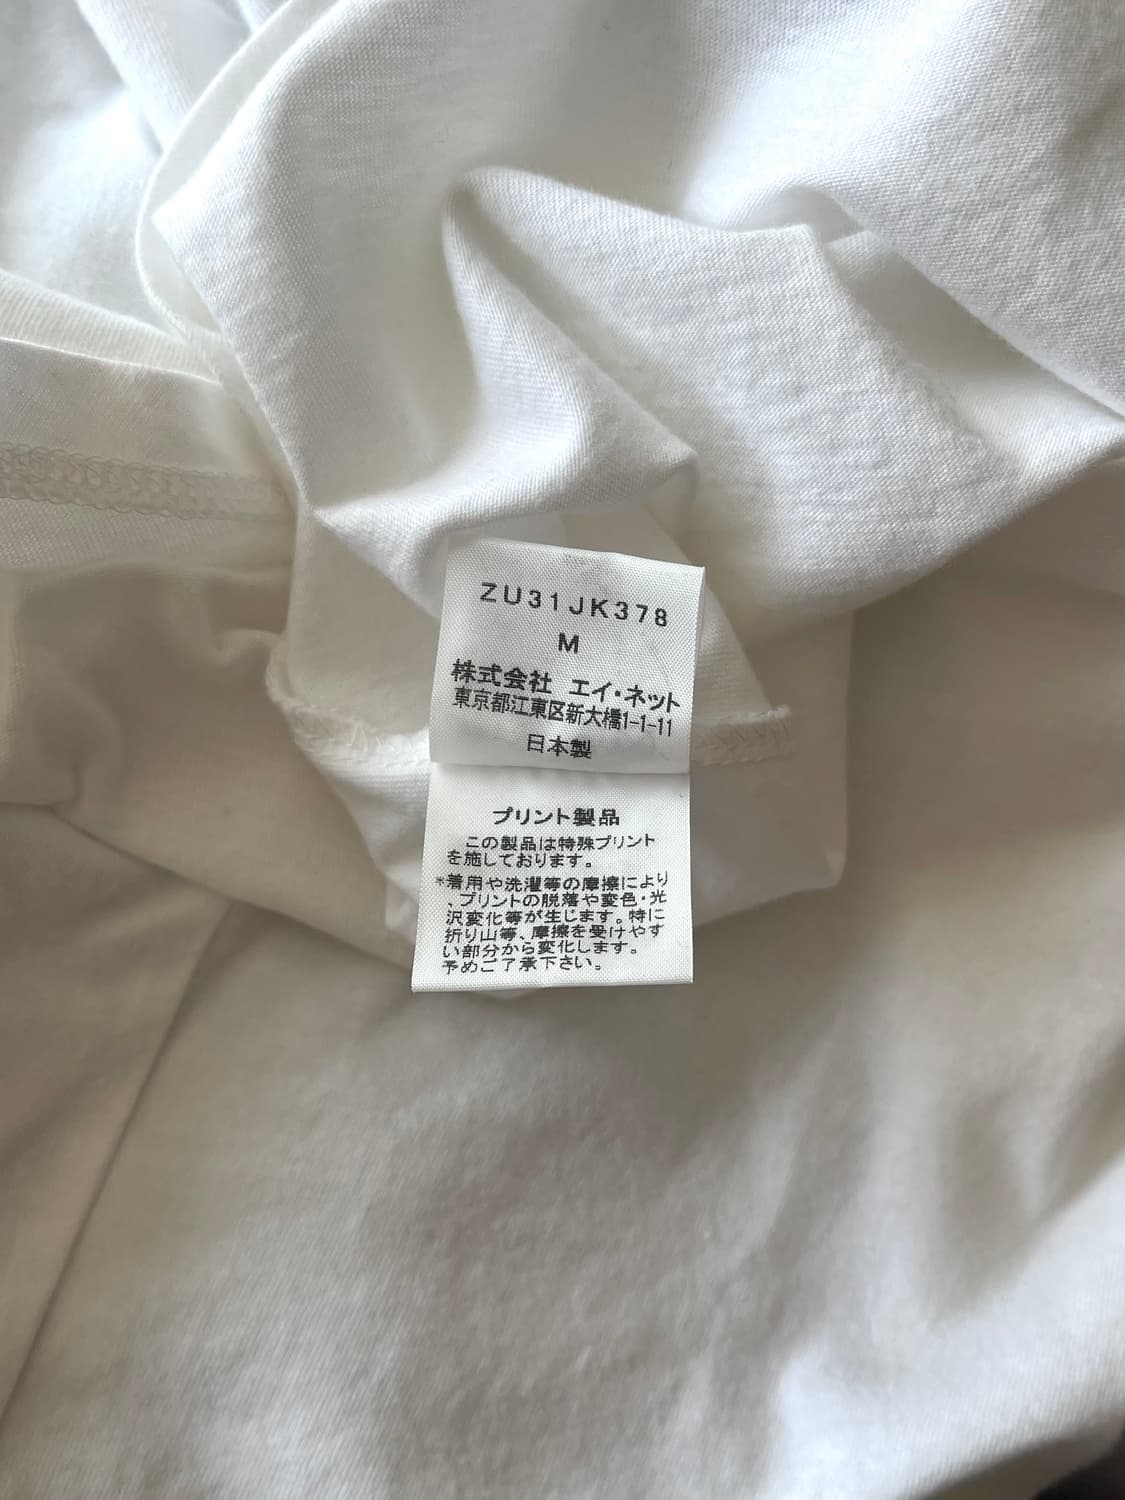 ZU31JK378
M
株式会社 エイ・ネット
東京都江東区新大橋1-1-11
日本製
プリント製品
この製品は特殊プリント
を施しております。
*着用や洗濯等の摩擦により
、プリントの脱落や変色・光
沢変化等が生じます。特に
折り山等、摩擦を受けやす
い部分から変化します。
予めご了承下さい。